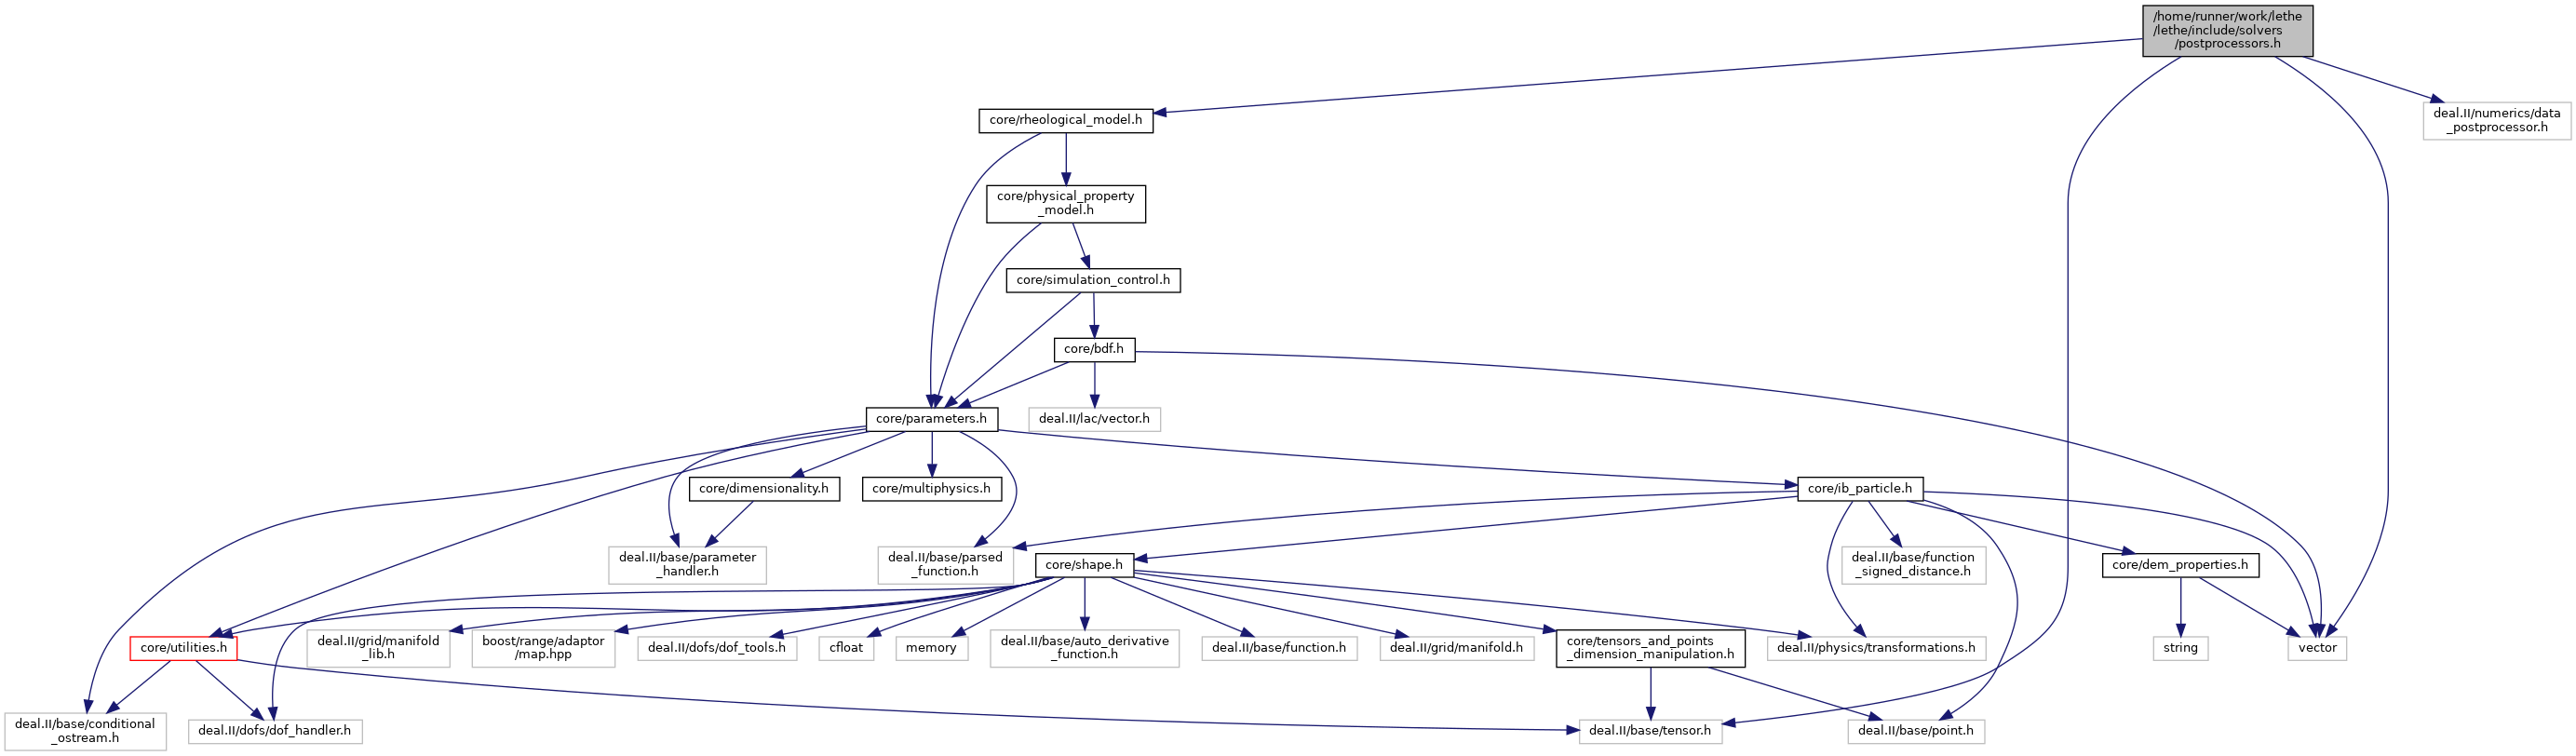 /home/runner/work/lethe
/lethe/include/solvers
/postprocessors.h
deal.II/numerics/data
_postprocessor.h
core/rheological_model.h
core/physical_property
_model.h
core/simulation_control.h
core/bdf.h
core/parameters.h
deal.II/lac/vector.h
core/dimensionality.h
core/multiphysics.h
core/ib_particle.h
deal.II/base/parameter
_handler.h
deal.II/base/parsed
_function.h
core/shape.h
deal.II/base/function
_signed_distance.h
core/dem_properties.h
core/utilities.h
deal.II/grid/manifold
_lib.h
boost/range/adaptor
/map.hpp
deal.II/dofs/dof_tools.h
cfloat
memory
deal.II/base/auto_derivative
_function.h
deal.II/base/function.h
deal.II/grid/manifold.h
core/tensors_and_points
_dimension_manipulation.h
deal.II/physics/transformations.h
string
vector
deal.II/base/conditional
_ostream.h
deal.II/dofs/dof_handler.h
deal.II/base/tensor.h
deal.II/base/point.h